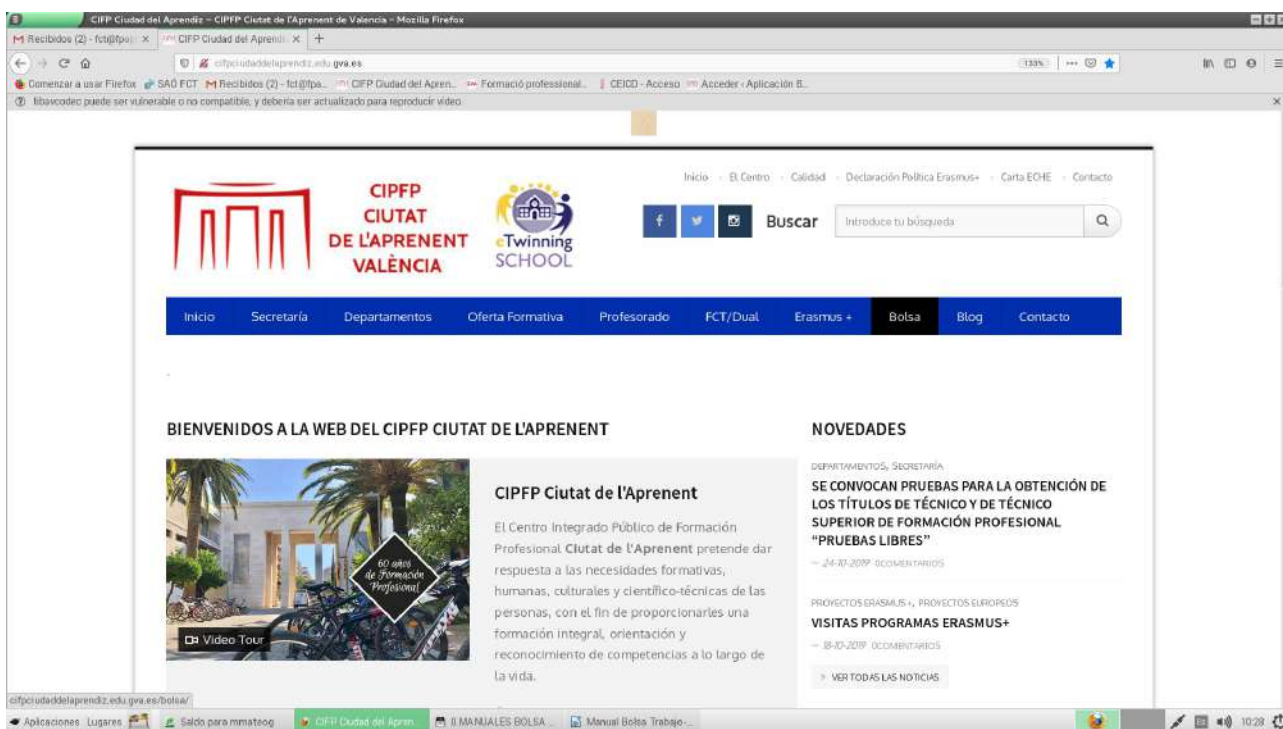 CIFP Ciudad del Aprendiz – CIPFP Ciutat de l'Aprenent de Valencia – Mozilla Firefox
Recibidos (2) - fct@fpa
CIFP Ciudad del Aprendi
cifpciudaddelaprendiz.edu.gva.es
133%
Comenzar a usar Firefox SAÓ FCT Recibidos (2) - fct@fpa... CIFP Ciudad del Apren... Formació professional... CEICD - Acceso Acceder ‹ Aplicación B...
libavcodec puede ser vulnerable o no compatible, y debería ser actualizado para reproducir vídeo.
Inicio El Centro Calidad Declaración Política Erasmus+ Carta ECHE Contacto
CIPFP
CIUTAT
DE L'APRENENT
VALÈNCIA
eTwinning
SCHOOL
Buscar
Introduce tu búsqueda
Inicio Secretaría Departamentos Oferta Formativa Profesorado FCT/Dual Erasmus + Bolsa Blog Contacto
BIENVENIDOS A LA WEB DEL CIPFP CIUTAT DE L'APRENENT
60 años
de Formación
Profesional
Video Tour
CIPFP Ciutat de l'Aprenent
El Centro Integrado Público de Formación
Profesional Ciutat de l'Aprenent pretende dar
respuesta a las necesidades formativas,
humanas, culturales y científico-técnicas de las
personas, con el fin de proporcionarles una
formación integral, orientación y
reconocimiento de competencias a lo largo de
la vida.
NOVEDADES
DEPARTAMENTOS, SECRETARÍA
SE CONVOCAN PRUEBAS PARA LA OBTENCIÓN DE
LOS TÍTULOS DE TÉCNICO Y DE TÉCNICO
SUPERIOR DE FORMACIÓN PROFESIONAL
"PRUEBAS LIBRES"
– 24-10-2019 0COMENTARIOS
PROYECTOS ERASMUS+, PROYECTOS EUROPEOS
VISITAS PROGRAMAS ERASMUS+
– 18-10-2019 0COMENTARIOS
VER TODAS LAS NOTICIAS
cifpciudaddelaprendiz.edu.gva.es/bolsa/
Aplicaciones Lugares Saldo para mmateog CIFP Ciudad del Apren... II MANUALES BOLSA ... Manual Bolsa Trabajo-... 10:28